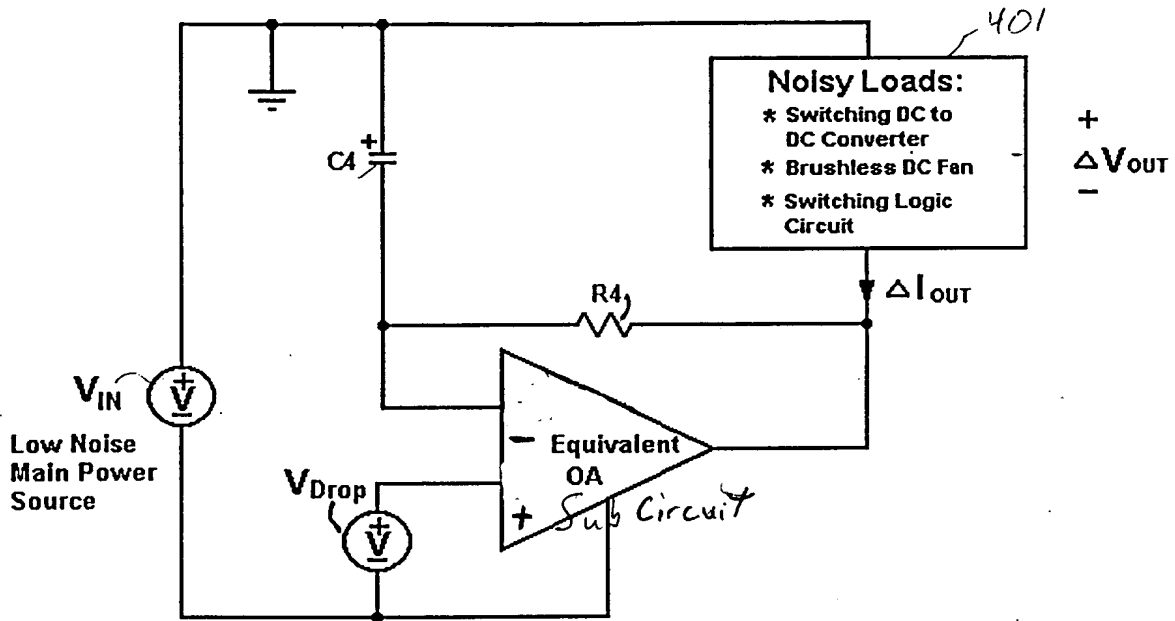 401
Noisy Loads:
* Switching DC to
DC Converter
* Brushless DC Fan
* Switching Logic
Circuit
+
ΔVOUT
−
+
C4
ΔIOUT
R4
VIN
+
V
−
Low Noise
Main Power
Source
VDrop
+
V
−
−
Equivalent
OA
+
Sub Circuit